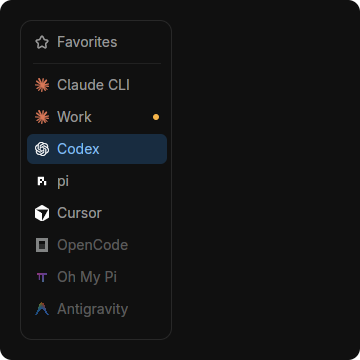 Favorites
Claude CLI
Work
Codex
pi
Cursor
OpenCode
Oh My Pi
Antigravity